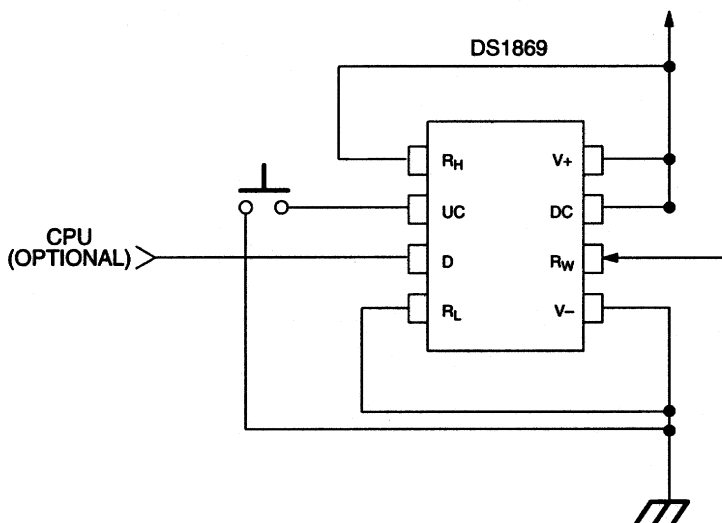 DS1869
RH V+
UC DC
CPU
(OPTIONAL)
D RW
RL V–